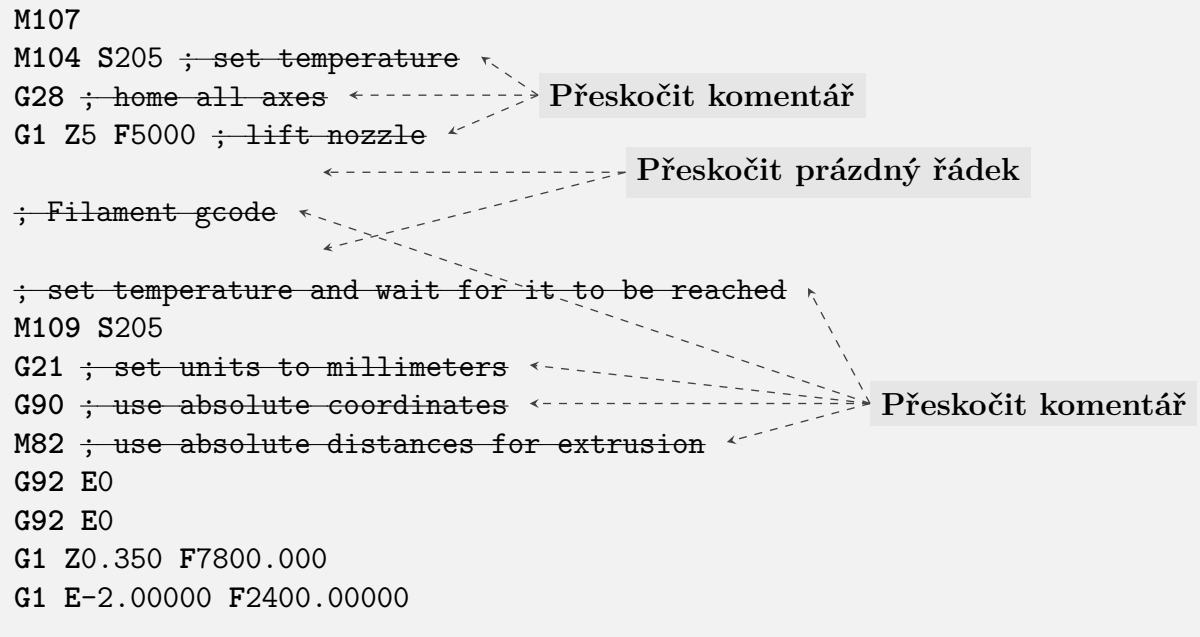 M107
M104 S205 ; set temperature
G28 ; home all axes
Přeskočit komentář
G1 Z5 F5000 ; lift nozzle
Přeskočit prázdný řádek
; Filament gcode
; set temperature and wait for it to be reached
M109 S205
G21 ; set units to millimeters
G90 ; use absolute coordinates
Přeskočit komentář
M82 ; use absolute distances for extrusion
G92 E0
G92 E0
G1 Z0.350 F7800.000
G1 E-2.00000 F2400.00000